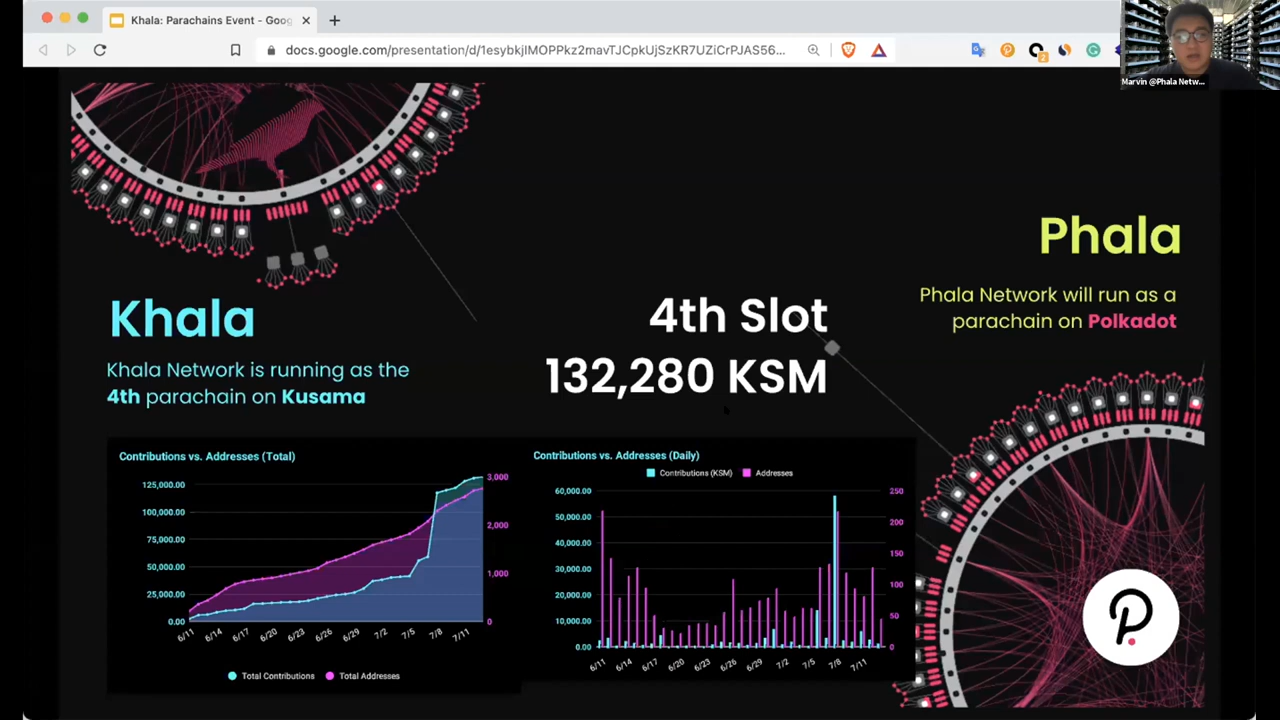 Khala: Parachains Event - Goog
docs.google.com/presentation/d/1esybkjIMOPPkz2mavTJCpkUjSzKR7UZiCrPJAS56...
2
Marvin @Phala Netw...
Phala
Phala Network will run as a
parachain on Polkadot
Khala
Khala Network is running as the
4th parachain on Kusama
4th Slot
132,280 KSM
Contributions vs. Addresses (Total)
125,000.00
100,000.00
75,000.00
50,000.00
25,000.00
0.00
3,000
2,000
1,000
0
6/11 6/14 6/17 6/20 6/23 6/26 6/29 7/2 7/5 7/8 7/11
Total Contributions Total Addresses
Contributions vs. Addresses (Daily)
Contributions (KSM) Addresses
60,000.00
50,000.00
40,000.00
30,000.00
20,000.00
10,000.00
0.00
250
200
150
100
50
0
6/11 6/14 6/17 6/20 6/23 6/26 6/29 7/2 7/5 7/8 7/11